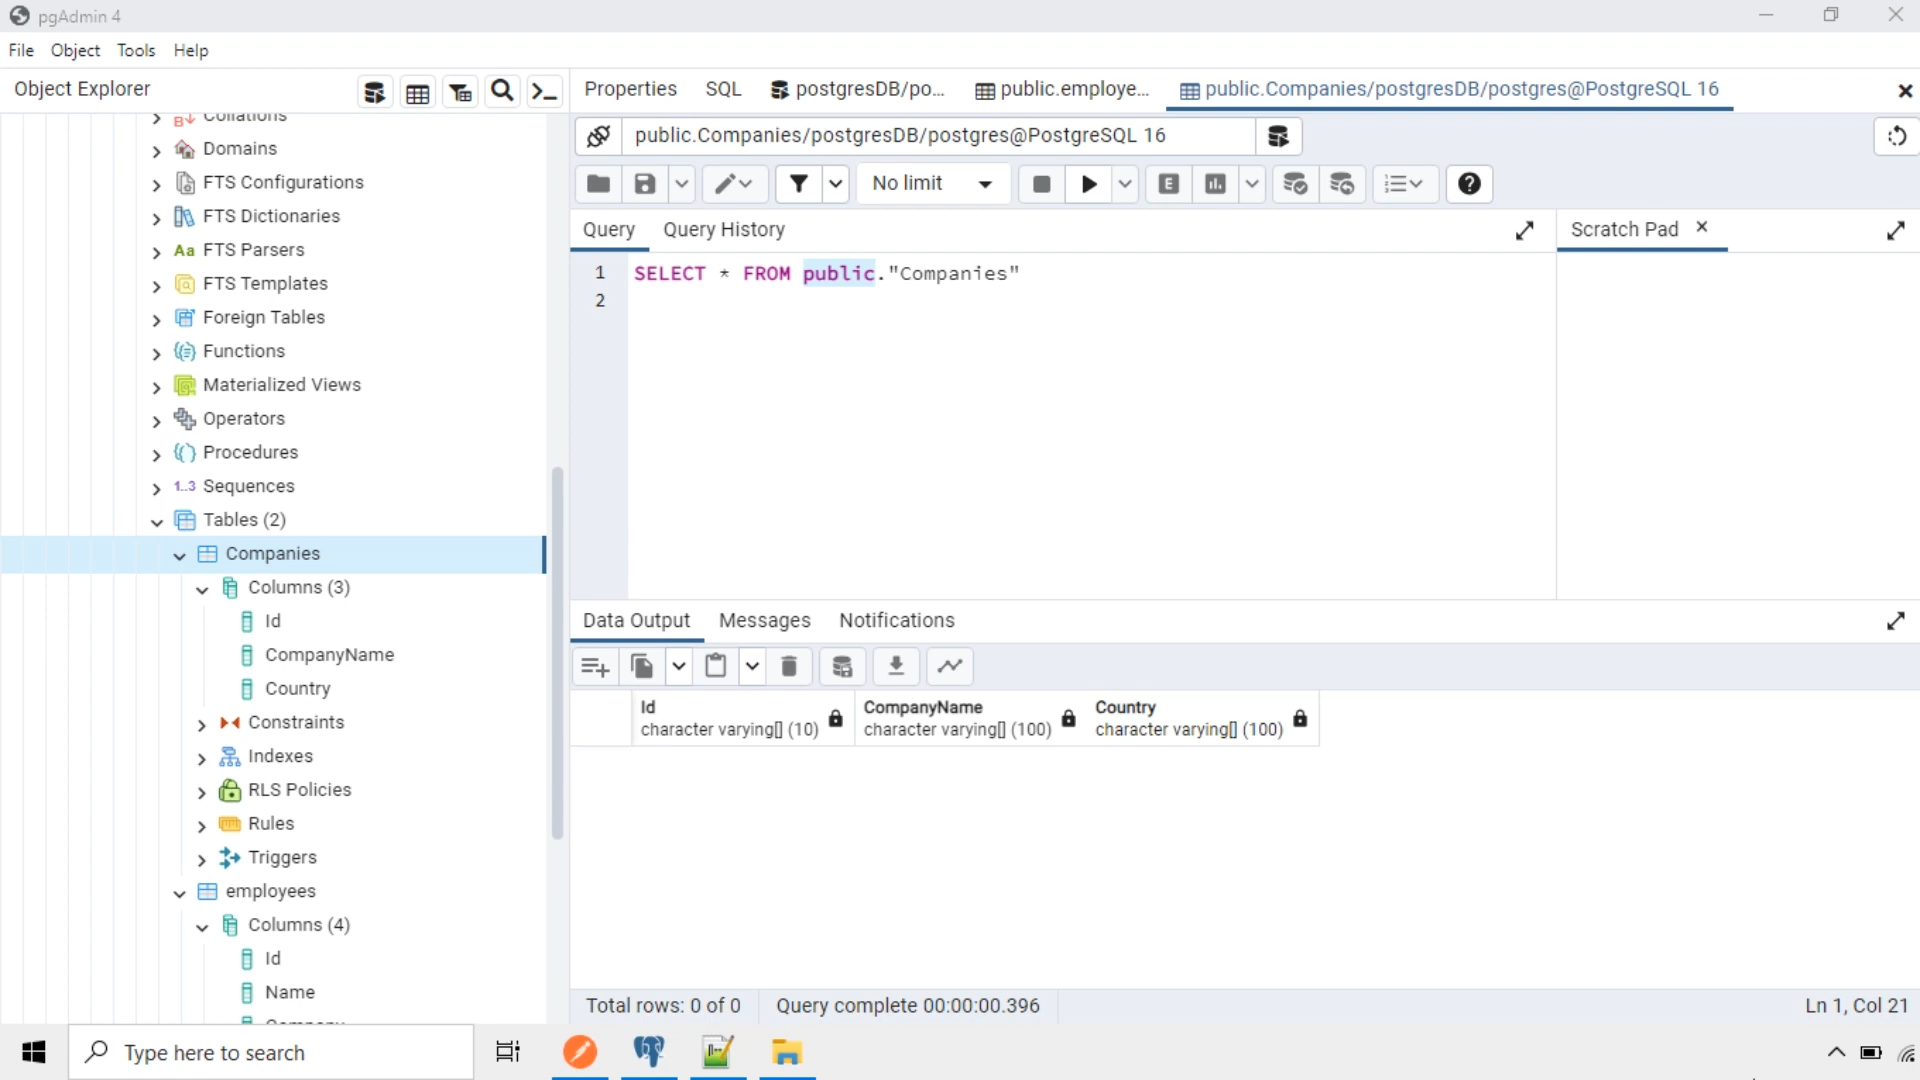 pgAdmin 4
File Object Tools Help
Object Explorer
Properties SQL postgresDB/po... public.employe... public.Companies/postgresDB/postgres@PostgreSQL 16
public.Companies/postgresDB/postgres@PostgreSQL 16
No limit
Query Query History
Scratch Pad
1 SELECT * FROM public."Companies"
2
Collations
Domains
FTS Configurations
FTS Dictionaries
Aa FTS Parsers
FTS Templates
Foreign Tables
Functions
Materialized Views
Operators
Procedures
1..3 Sequences
Tables (2)
Companies
Columns (3)
Id
CompanyName
Country
Constraints
Indexes
RLS Policies
Rules
Triggers
employees
Columns (4)
Id
Name
Company
Data Output Messages Notifications
Id CompanyName Country
character varying[] (10) character varying[] (100) character varying[] (100)
Total rows: 0 of 0 Query complete 00:00:00.396 Ln 1, Col 21
Type here to search